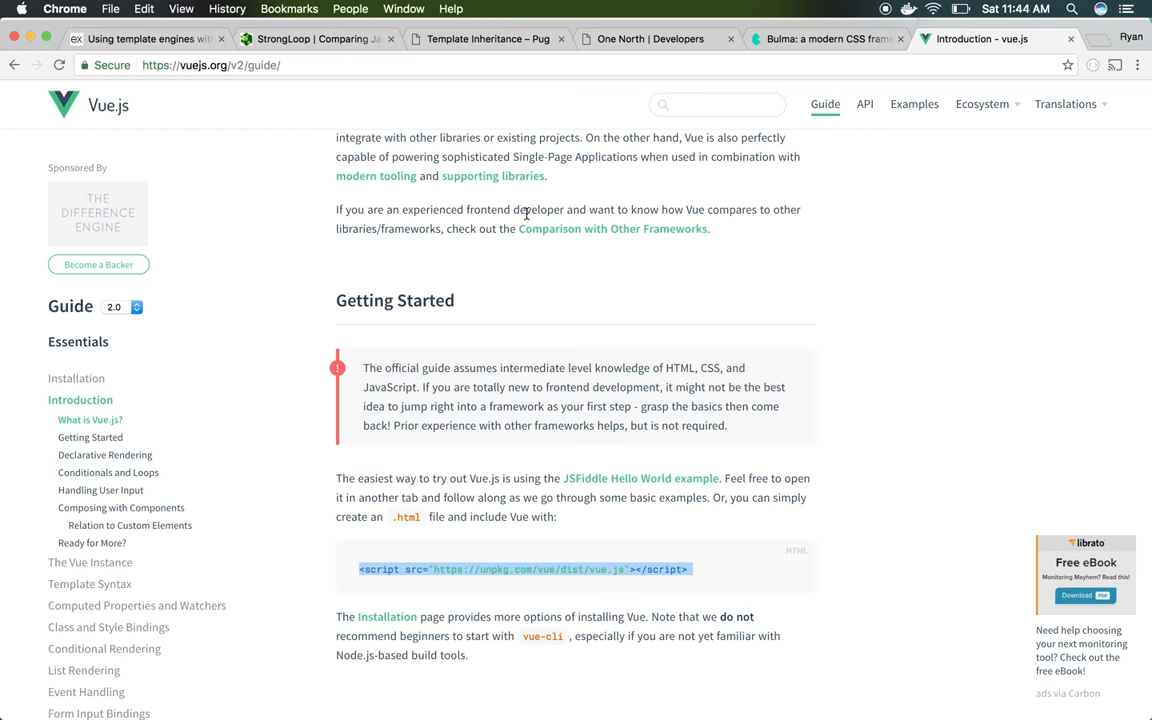 Chrome File Edit View History Bookmarks People Window Help Sat 11:44 AM
Using template engines wit StrongLoop | Comparing Ja Template Inheritance – Pug One North | Developers Bulma: a modern CSS fram Introduction - vue.js Ryan
Secure https://vuejs.org/v2/guide/
Vue.js Guide API Examples Ecosystem Translations
integrate with other libraries or existing projects. On the other hand, Vue is also perfectly
capable of powering sophisticated Single-Page Applications when used in combination with
modern tooling and supporting libraries.
If you are an experienced frontend developer and want to know how Vue compares to other
libraries/frameworks, check out the Comparison with Other Frameworks.
Sponsored By
THE
DIFFERENCE
ENGINE
Become a Backer
Guide 2.0
Essentials
Installation
Introduction
What is Vue.js?
Getting Started
Declarative Rendering
Conditionals and Loops
Handling User Input
Composing with Components
Relation to Custom Elements
Ready for More?
The Vue Instance
Template Syntax
Computed Properties and Watchers
Class and Style Bindings
Conditional Rendering
List Rendering
Event Handling
Form Input Bindings
Getting Started
!
The official guide assumes intermediate level knowledge of HTML, CSS, and
JavaScript. If you are totally new to frontend development, it might not be the best
idea to jump right into a framework as your first step - grasp the basics then come
back! Prior experience with other frameworks helps, but is not required.
The easiest way to try out Vue.js is using the JSFiddle Hello World example. Feel free to open
it in another tab and follow along as we go through some basic examples. Or, you can simply
create an .html file and include Vue with:
HTML
<script src="https://unpkg.com/vue/dist/vue.js"></script>
The Installation page provides more options of installing Vue. Note that we do not
recommend beginners to start with vue-cli , especially if you are not yet familiar with
Node.js-based build tools.
librato
Free eBook
Monitoring Mayhem? Read this!
Download PDF
Need help choosing
your next monitoring
tool? Check out the
free eBook!
ads via Carbon